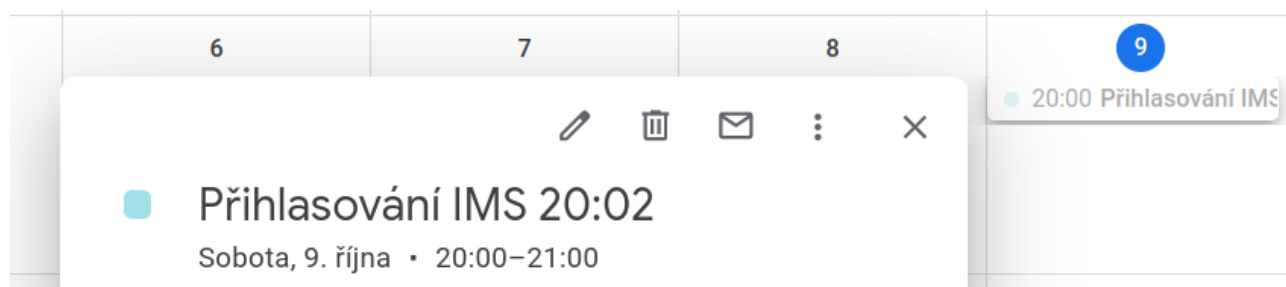 6 7 8 9
20:00 Přihlasování IMS
Přihlasování IMS 20:02
Sobota, 9. října • 20:00–21:00